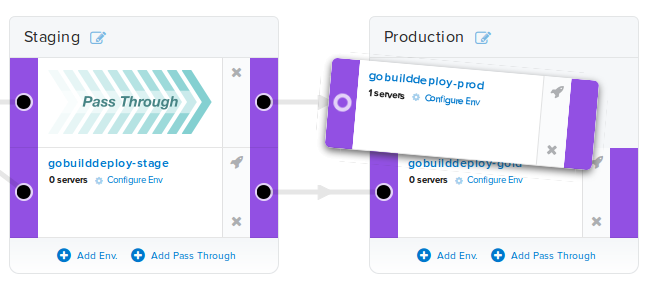 Staging
Pass Through
gobuilddeploy-stage
0 servers Configure Env
Add Env. Add Pass Through
Production
gobuilddeploy-prod
1 servers Configure Env
gobuilddeploy-gold
0 servers Configure Env
Add Env. Add Pass Through